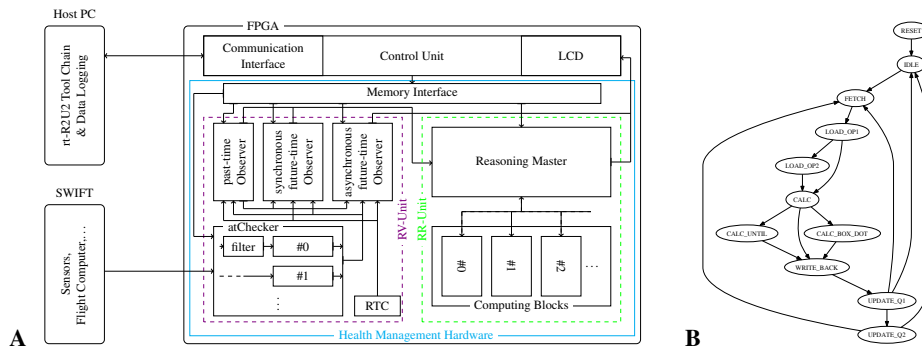 Host PC
rt-R2U2 Tool Chain
& Data Logging
SWIFT
Sensors,
Flight Computer,...
A
FPGA
Communication
Interface
Control Unit
LCD
Memory Interface
past-time
Observer
synchronous
future-time
Observer
asynchronous
future-time
Observer
RV-Unit
atChecker
filter
#0
#1
RTC
RR-Unit
Reasoning Master
#0
#1
#2
...
Computing Blocks
Health Management Hardware
B
RESET
IDLE
FETCH
LOAD_OP1
LOAD_OP2
CALC
CALC_UNTIL
CALC_BOX_DOT
WRITE_BACK
UPDATE_Q1
UPDATE_Q2